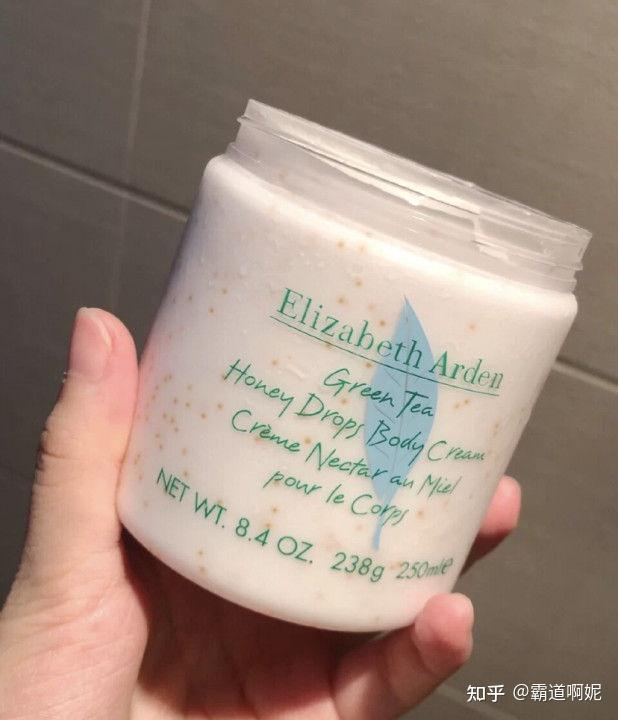 Elizabeth Arden
Green Tea
Honey Drops Body Cream
Crème Nectar au Miel
pour le Corps
NET WT. 8.4 OZ. 238g 250ml℮
知乎 @霸道啊妮